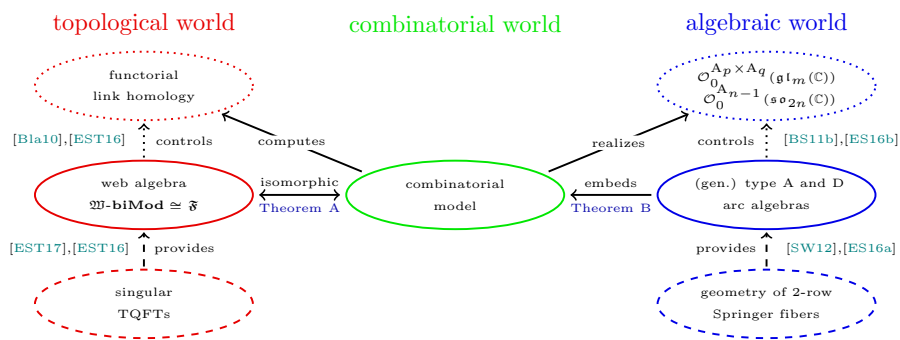 topological world combinatorial world algebraic world
functorial
link homology
𝒪₀^{A_p×A_q}(𝔤𝔩_m(ℂ))
𝒪₀^{A_{n−1}}(𝔰𝔬_{2n}(ℂ))
[Bla10],[EST16] controls computes realizes controls [BS11b],[ES16b]
web algebra
𝔚-biMod ≃ 𝔉
isomorphic
Theorem A
combinatorial
model
embeds
Theorem B
(gen.) type A and D
arc algebras
[EST17],[EST16] provides provides [SW12],[ES16a]
singular
TQFTs
geometry of 2-row
Springer fibers